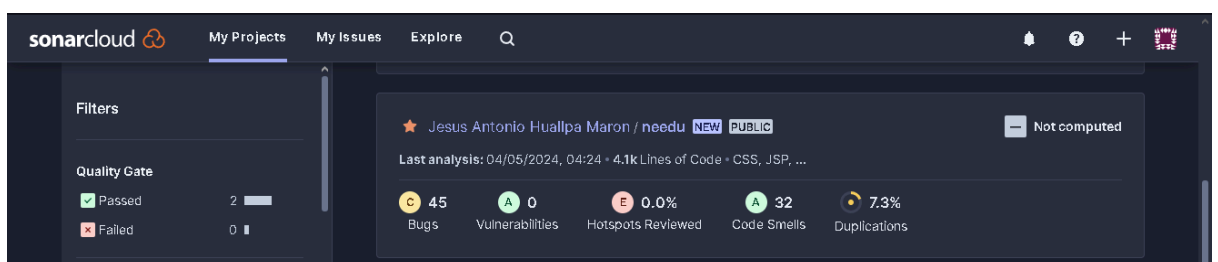 sonarcloud My Projects My Issues Explore
Filters
Quality Gate
Passed 2
Failed 0
Jesus Antonio Huallpa Maron / needu NEW PUBLIC
Not computed
Last analysis: 04/05/2024, 04:24 • 4.1k Lines of Code • CSS, JSP, ...
C 45 A 0 E 0.0% A 32 7.3%
Bugs Vulnerabilities Hotspots Reviewed Code Smells Duplications